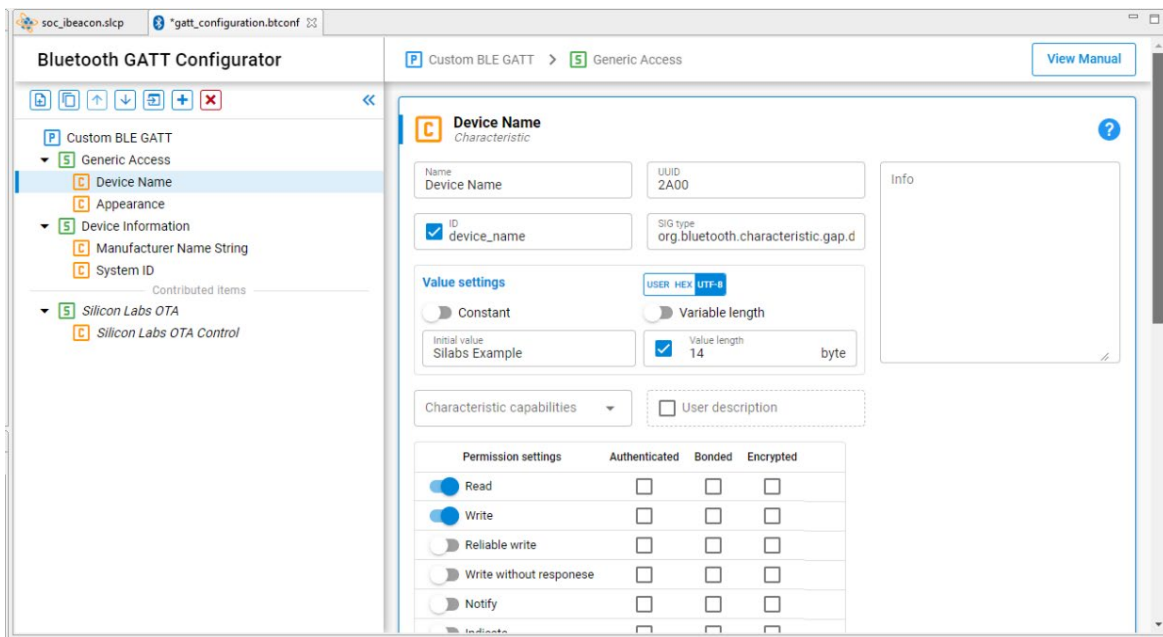 soc_ibeacon.slcp
*gatt_configuration.btconf
Bluetooth GATT Configurator
P Custom BLE GATT > S Generic Access
View Manual
P Custom BLE GATT
S Generic Access
C Device Name
C Appearance
S Device Information
C Manufacturer Name String
C System ID
Contributed items
S Silicon Labs OTA
C Silicon Labs OTA Control
C Device Name
Characteristic
?
Name
Device Name
UUID
2A00
Info
ID
device_name
SIG type
org.bluetooth.characteristic.gap.d
Value settings
USER HEX UTF-8
Constant
Variable length
Initial value
Silabs Example
Value length
14 byte
Characteristic capabilities
User description
Permission settings Authenticated Bonded Encrypted
Read
Write
Reliable write
Write without responese
Notify
Indicate